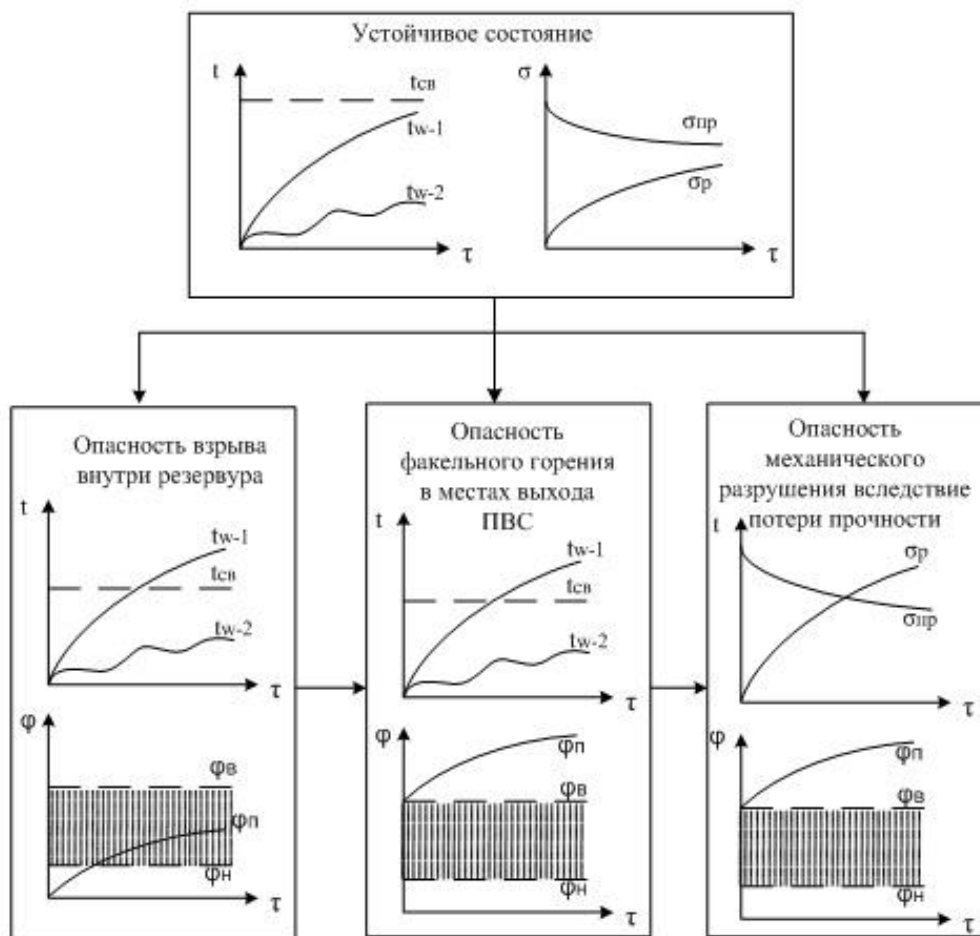 Устойчивое состояние
t
tсв
tw-1
tw-2
τ
σ
σпр
σр
τ
Опасность взрыва
внутри резервура
t
tw-1
tсв
tw-2
τ
φ
φв
φп
φн
τ
Опасность
факельного горения
в местах выхода
ПВС
t
tw-1
tсв
tw-2
τ
φ
φп
φв
φн
τ
Опасность
механического
разрушения вследствие
потери прочности
t
σр
σпр
τ
φ
φп
φв
φн
τ